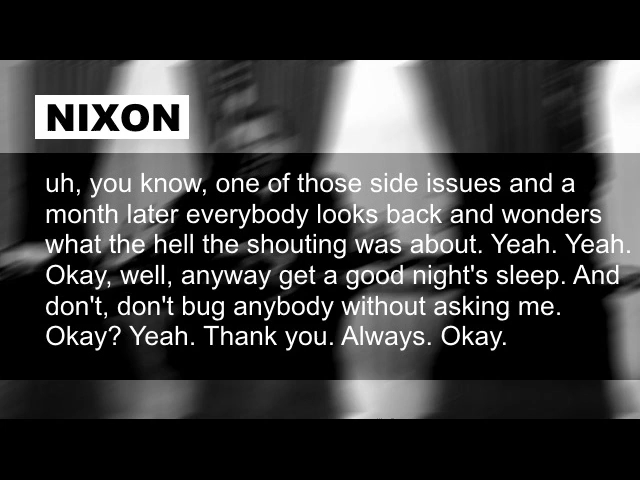 NIXON
uh, you know, one of those side issues and a
month later everybody looks back and wonders
what the hell the shouting was about. Yeah. Yeah.
Okay, well, anyway get a good night's sleep. And
don't, don't bug anybody without asking me.
Okay? Yeah. Thank you. Always. Okay.